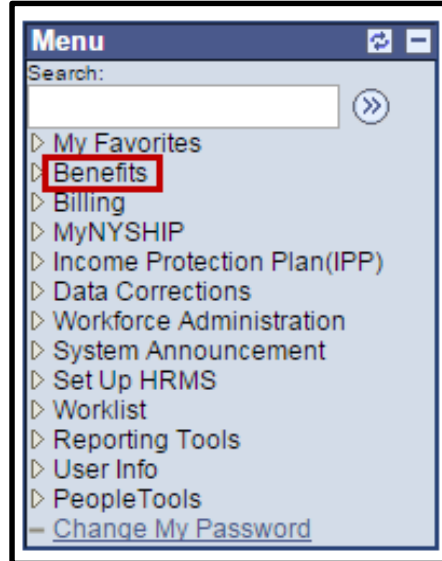 Menu
Search:
My Favorites
Benefits
Billing
MyNYSHIP
Income Protection Plan(IPP)
Data Corrections
Workforce Administration
System Announcement
Set Up HRMS
Worklist
Reporting Tools
User Info
PeopleTools
Change My Password